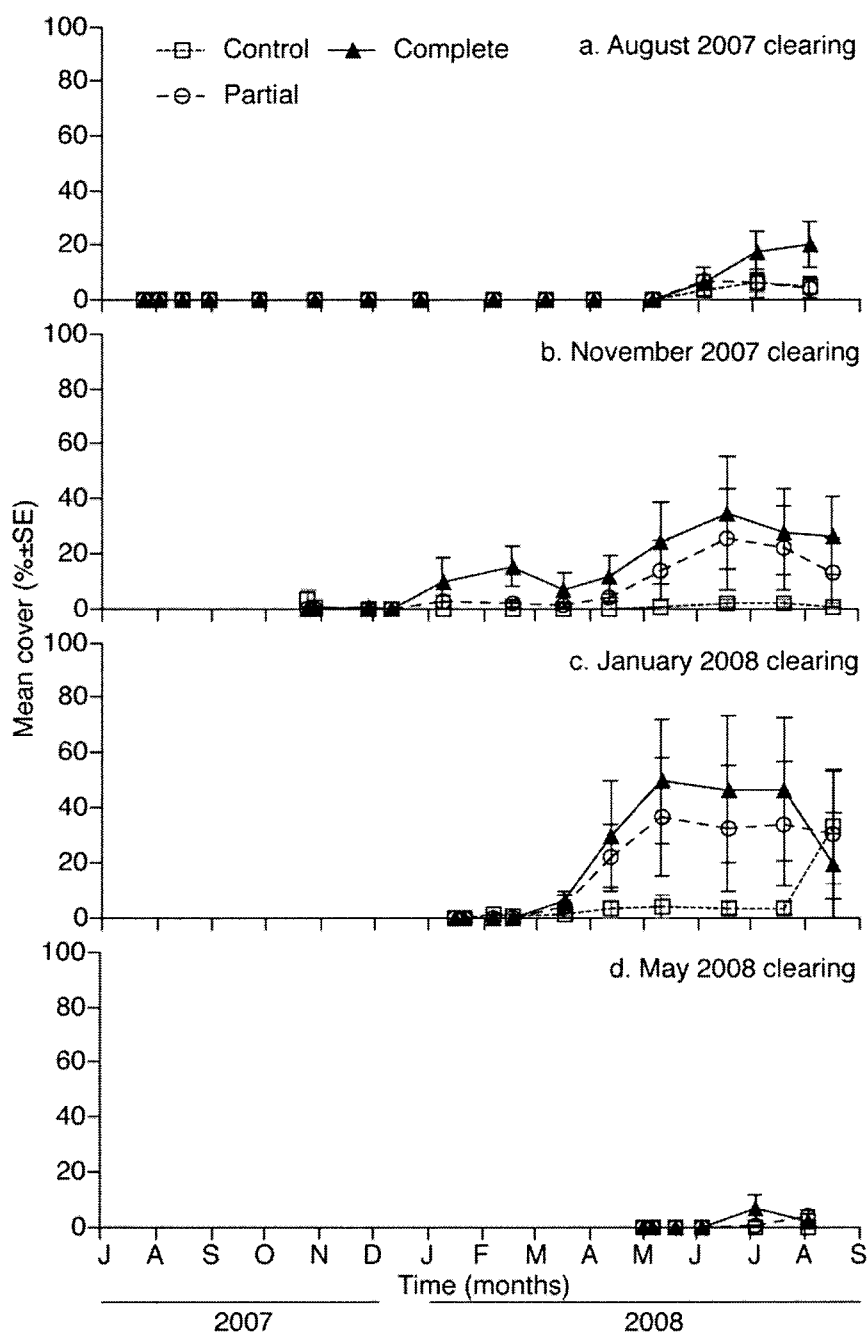 100
80
60
40
20
0
Control Complete
Partial
a. August 2007 clearing
100
80
60
40
20
0
b. November 2007 clearing
100
80
60
40
20
0
c. January 2008 clearing
100
80
60
40
20
0
d. May 2008 clearing
Mean cover (%±SE)
J A S O N D J F M A M J J A S
Time (months)
2007 2008